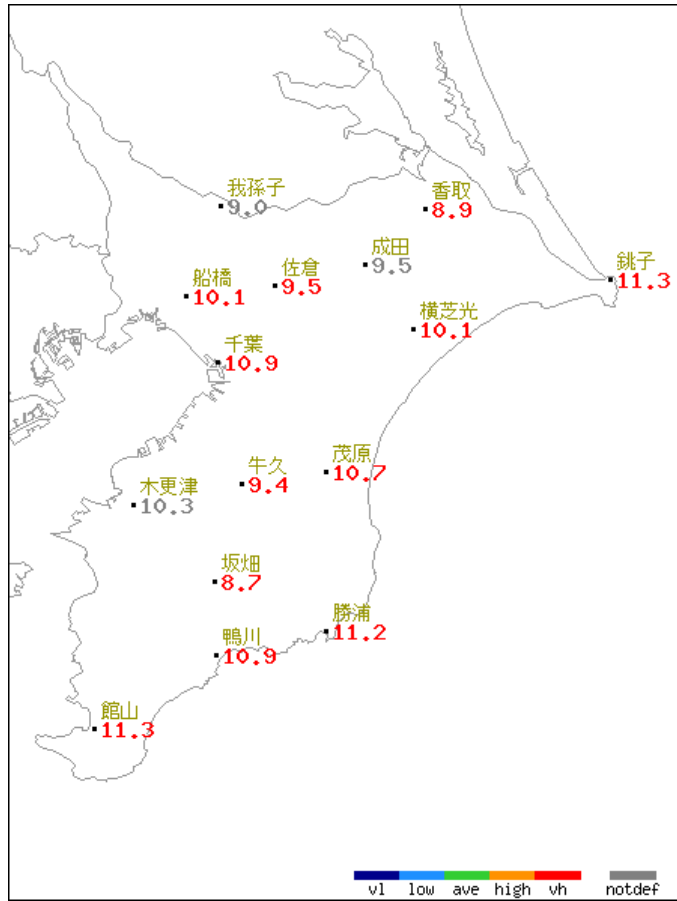 我孫子
9.0
香取
8.9
成田
9.5
佐倉
9.5
船橋
10.1
銚子
11.3
横芝光
10.1
千葉
10.9
茂原
10.7
牛久
9.4
木更津
10.3
坂畑
8.7
勝浦
11.2
鴨川
10.9
館山
11.3
vl low ave high vh notdef